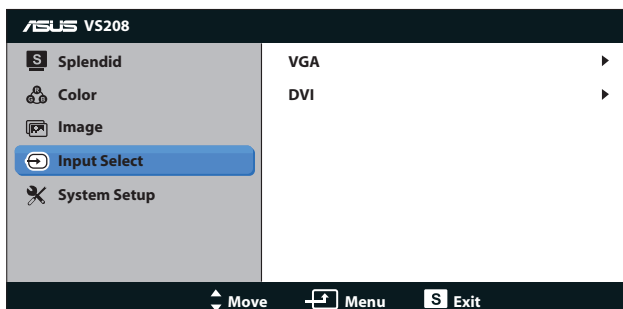 ASUS VS208
S Splendid
Color
Image
Input Select
System Setup
VGA
DVI
Move Menu S Exit